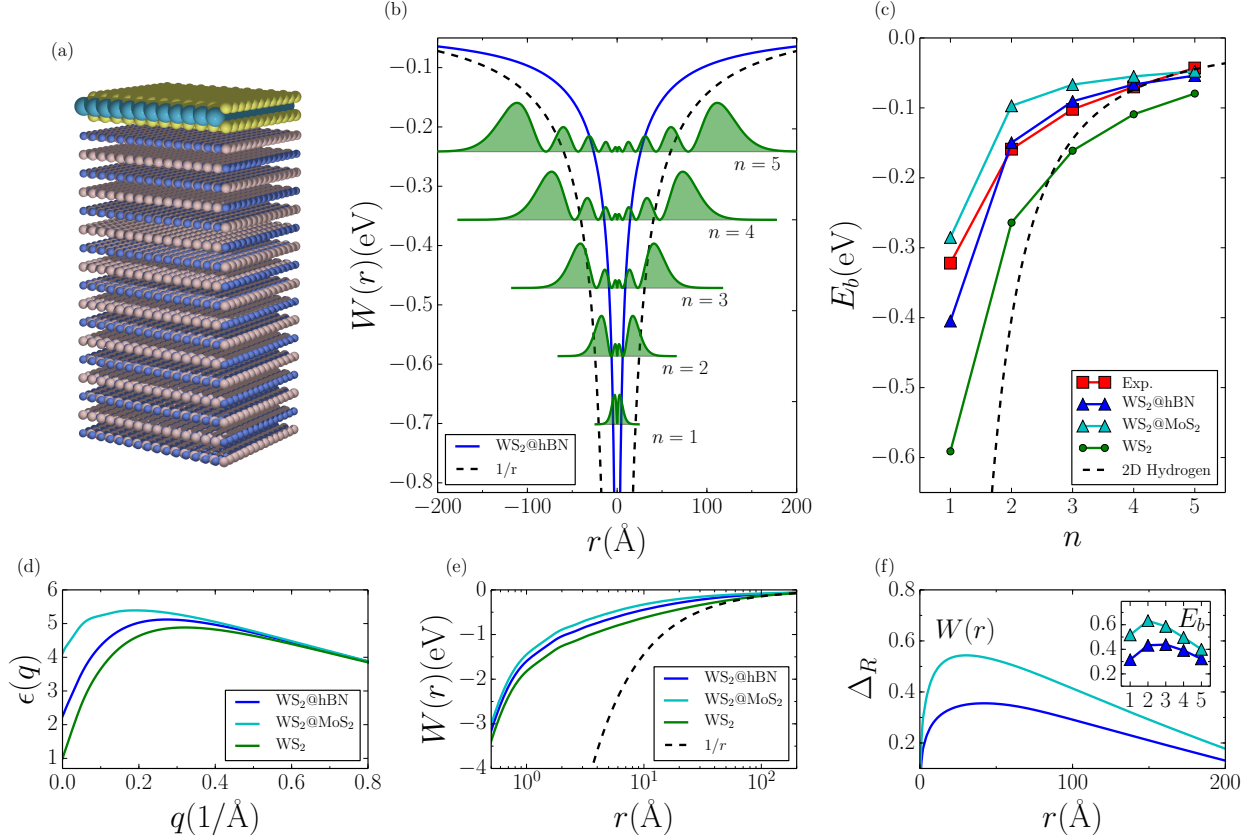 (a)
(b)
W(r)(eV)
−0.1
−0.2
−0.3
−0.4
−0.5
−0.6
−0.7
−0.8
n = 5
n = 4
n = 3
n = 2
n = 1
WS₂@hBN
1/r
−200
−100
0
100
200
r(Å)
(c)
E_b(eV)
0.0
−0.1
−0.2
−0.3
−0.4
−0.5
−0.6
Exp.
WS₂@hBN
WS₂@MoS₂
WS₂
2D Hydrogen
1
2
3
4
5
n
(d)
ϵ(q)
6
5
4
3
2
1
WS₂@hBN
WS₂@MoS₂
WS₂
0.0
0.2
0.4
0.6
0.8
q(1/Å)
(e)
W(r)(eV)
0
−1
−2
−3
−4
WS₂@hBN
WS₂@MoS₂
WS₂
1/r
10⁰
10¹
10²
r(Å)
(f)
Δ_R
0.8
0.6
0.4
0.2
W(r)
E_b
0.6
0.4
0.2
1 2 3 4 5
0
100
200
r(Å)